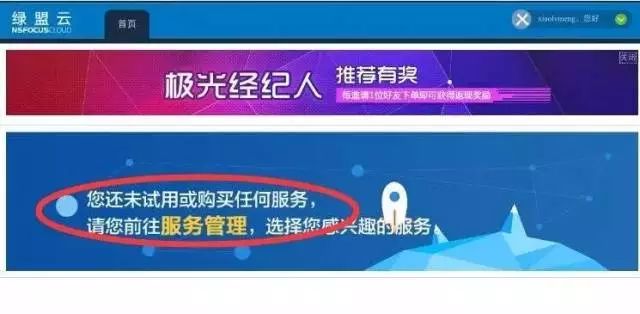 绿盟云
NSFOCUSCLOUD
首页
xiaolvmeng，您好
关闭
极光经纪人
推荐有奖
每邀请1位好友下单即可获得返现奖励
您还未试用或购买任何服务，
请您前往服务管理，选择您感兴趣的服务。